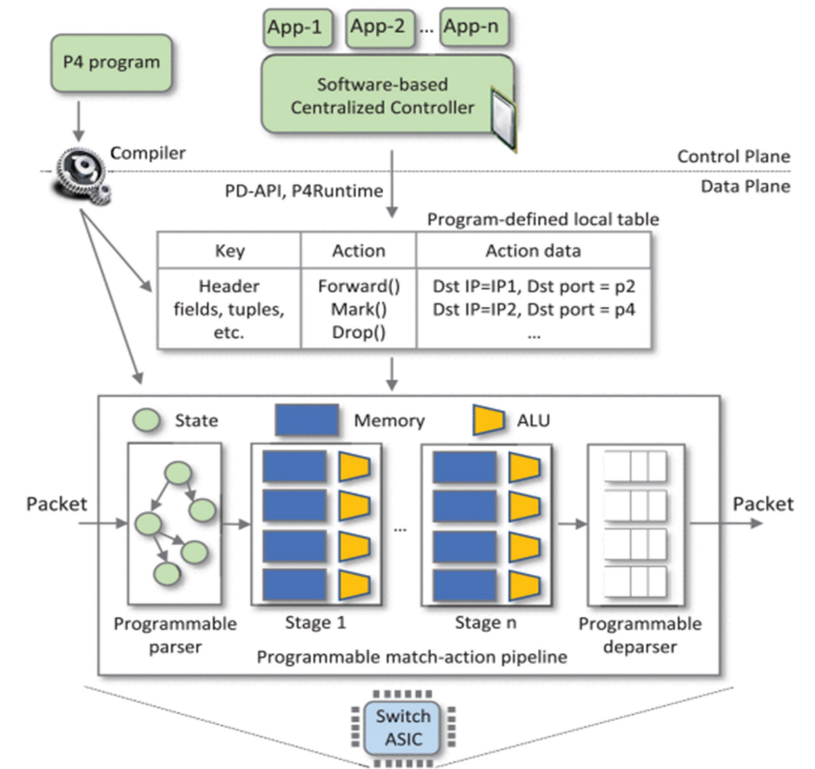 App-1 App-2 ... App-n
P4 program
Software-based
Centralized Controller
Compiler
Control Plane
PD-API, P4Runtime
Data Plane
Program-defined local table
Key Action Action data
Header Forward() Dst IP=IP1, Dst port = p2
fields, tuples, Mark() Dst IP=IP2, Dst port = p4
etc. Drop() ...
State Memory ALU
Packet ... Packet
Programmable Stage 1 Stage n Programmable
parser deparser
Programmable match-action pipeline
Switch
ASIC